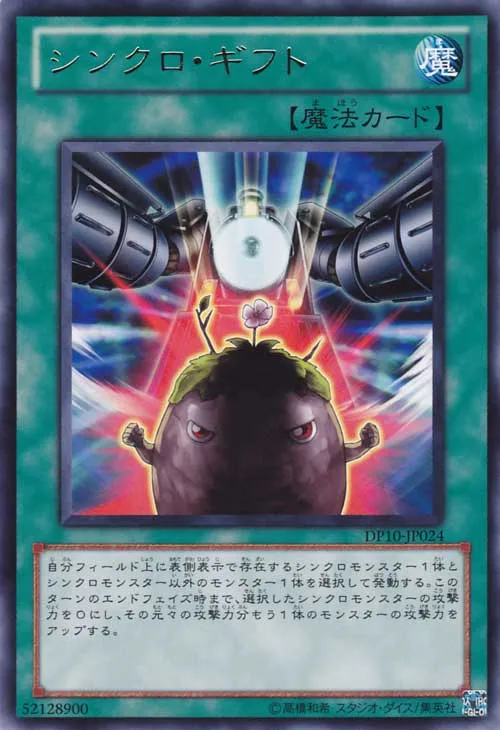 シンクロ・ギフト
魔
【魔法カード】
DP10-JP024
自分フィールド上に表側表示で存在するシンクロモンスター1体と
シンクロモンスター以外のモンスター1体を選択して発動する。この
ターンのエンドフェイズ時まで、選択したシンクロモンスターの攻撃
力を０にし、その元々の攻撃力分もう1体のモンスターの攻撃力を
アップする。
52128900
©高橋和希 スタジオ・ダイス/集英社